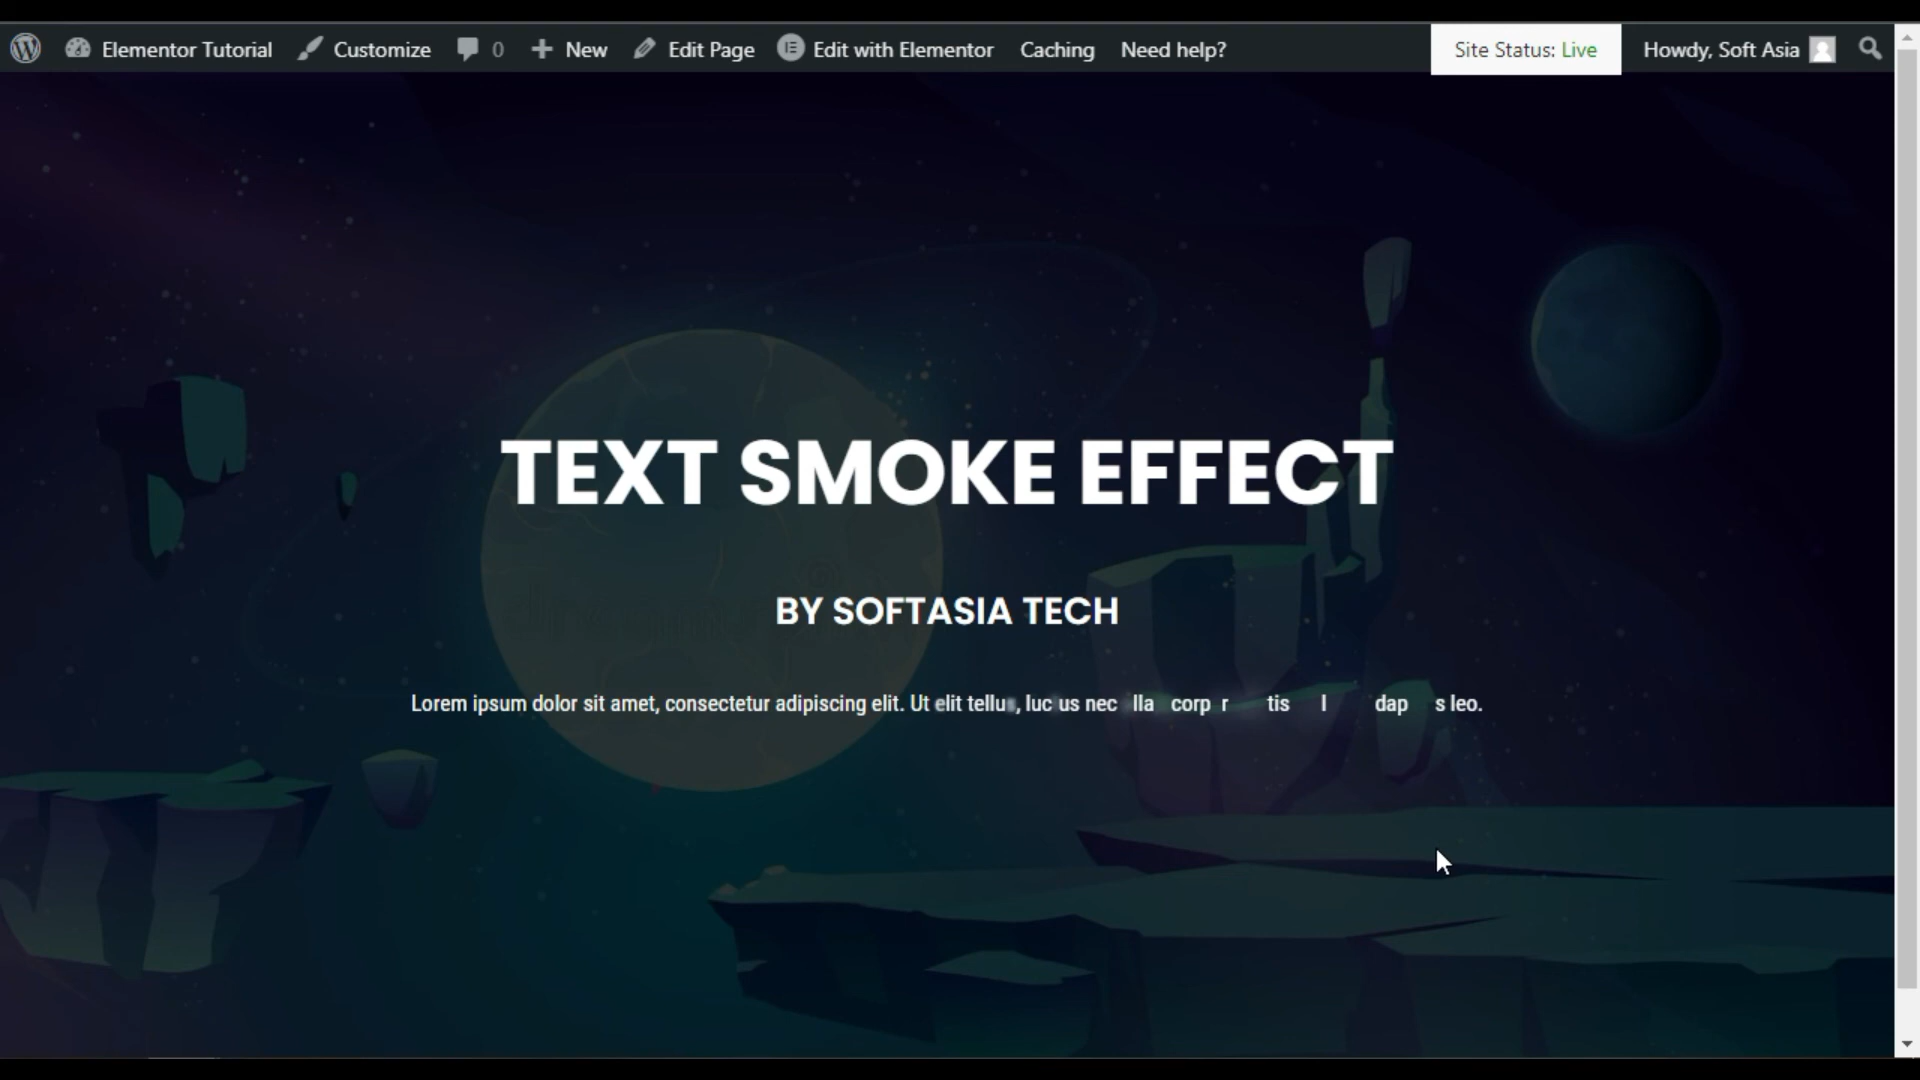 Elementor Tutorial Customize 0 New Edit Page Edit with Elementor Caching Need help? Site Status: Live Howdy, Soft Asia
TEXT SMOKE EFFECT
BY SOFTASIA TECH
Lorem ipsum dolor sit amet, consectetur adipiscing elit. Ut elit tellus, luc us nec lla corp r tis l dap s leo.